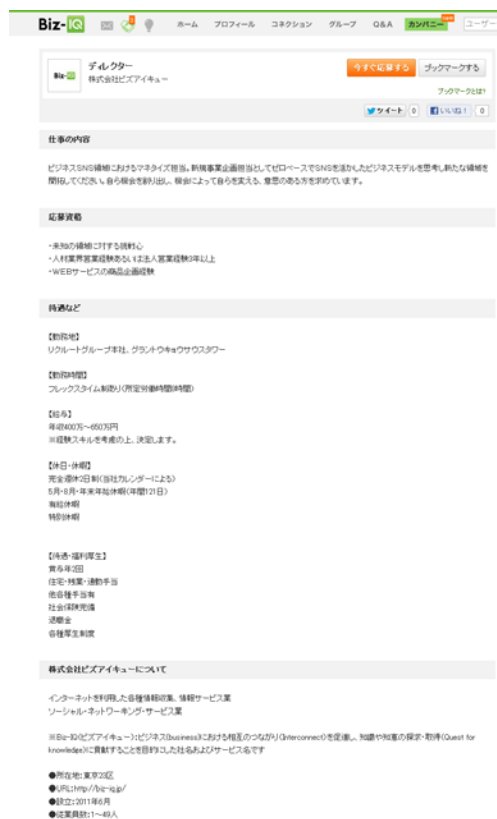 Biz-IQ ホーム プロフィール コネクション グループ Q&A カンパニー ユーザー
ディレクター
株式会社ビズアイキュー
Biz-IQ
今すぐ応募する ブックマークする
ブックマークとは?
ツイート 0 いいね! 0
仕事の内容
ビジネスSNS領域におけるマネタイズ担当。新規事業企画担当としてゼロベースでSNSを活かしたビジネスモデルを思考し新たな領域を
開拓してください。自ら機会を創り出し、機会によって自らを変える、意思のある方を求めています。
応募資格
・未知の領域に対する挑戦心
・人材業界営業経験あるいは法人営業経験3年以上
・WEBサービスの商品企画経験
待遇など
【勤務地】
リクルートグループ本社、グラントウキョウサウスタワー
【勤務時間】
フレックスタイム制あり(所定労働時間8時間)
【給与】
年収400万~650万円
※経験スキルを考慮の上、決定します。
【休日・休暇】
完全週休2日制(当社カレンダーによる)
5月・8月・年末年始休暇(年間121日)
有給休暇
特別休暇
【待遇・福利厚生】
賞与年2回
住宅・残業・通勤手当
他各種手当有
社会保険完備
退職金
各種厚生制度
株式会社ビズアイキューについて
インターネットを利用した各種情報収集、情報サービス業
ソーシャル・ネットワーキング・サービス業
※Biz-IQ(ビズアイキュー):ビジネス(business)における相互のつながり(Interconnect)を促進し、知識や知恵の探求・取得(Quest for
knowledge)に貢献することを目的にした社名およびサービス名です
●所在地:東京23区
●URL:http://biz-iq.jp/
●設立:2011年6月
●従業員数:1~49人